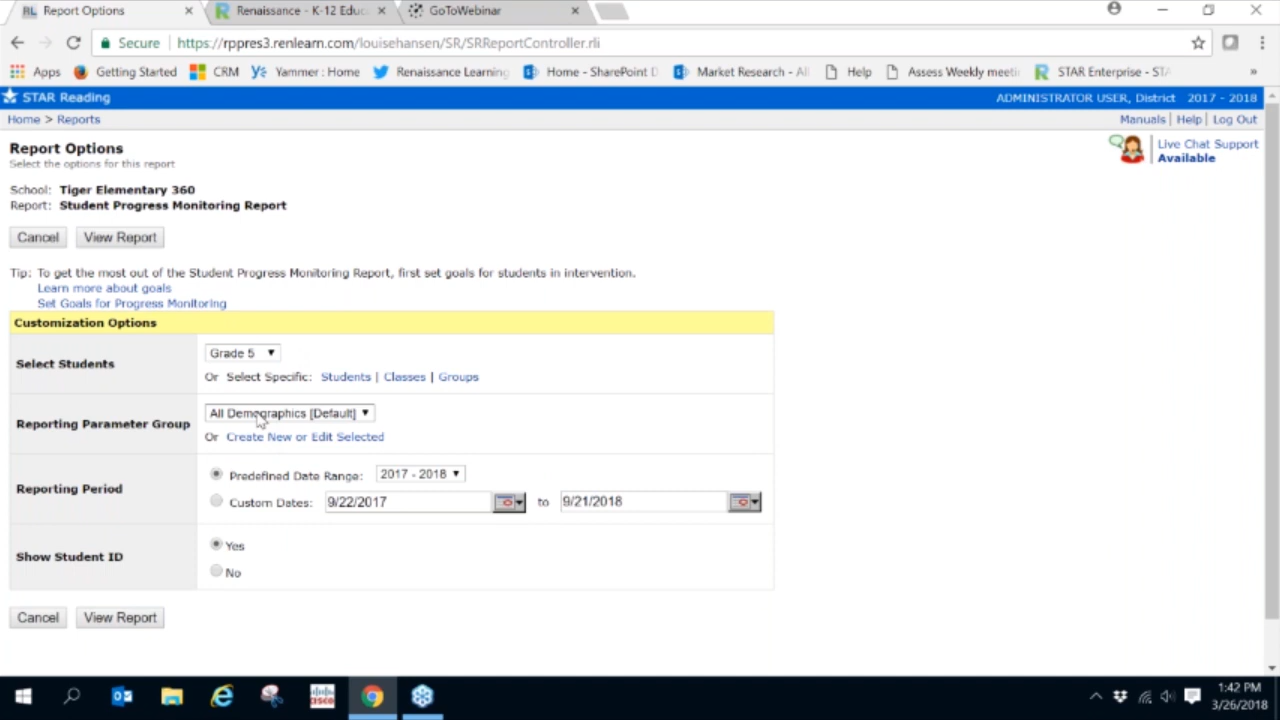 RL Report Options
Renaissance - K-12 Educ
GoToWebinar
Secure | https://rppres3.renlearn.com/louisehansen/SR/SRReportController.rli
Apps Getting Started CRM Yammer : Home Renaissance Learning Home - SharePoint Market Research - All Help Assess Weekly meeti STAR Enterprise - STA »
STAR Reading ADMINISTRATOR USER, District 2017 - 2018
Home > Reports Manuals | Help | Log Out
Report Options
Select the options for this report
Live Chat Support
Available
School: Tiger Elementary 360
Report: Student Progress Monitoring Report
Cancel View Report
Tip: To get the most out of the Student Progress Monitoring Report, first set goals for students in intervention.
Learn more about goals
Set Goals for Progress Monitoring
Customization Options
Select Students Grade 5
Or Select Specific: Students | Classes | Groups
Reporting Parameter Group All Demographics [Default]
Or Create New or Edit Selected
Reporting Period Predefined Date Range: 2017 - 2018
Custom Dates: 9/22/2017 to 9/21/2018
Show Student ID Yes
No
Cancel View Report
cisco
1:42 PM
3/26/2018